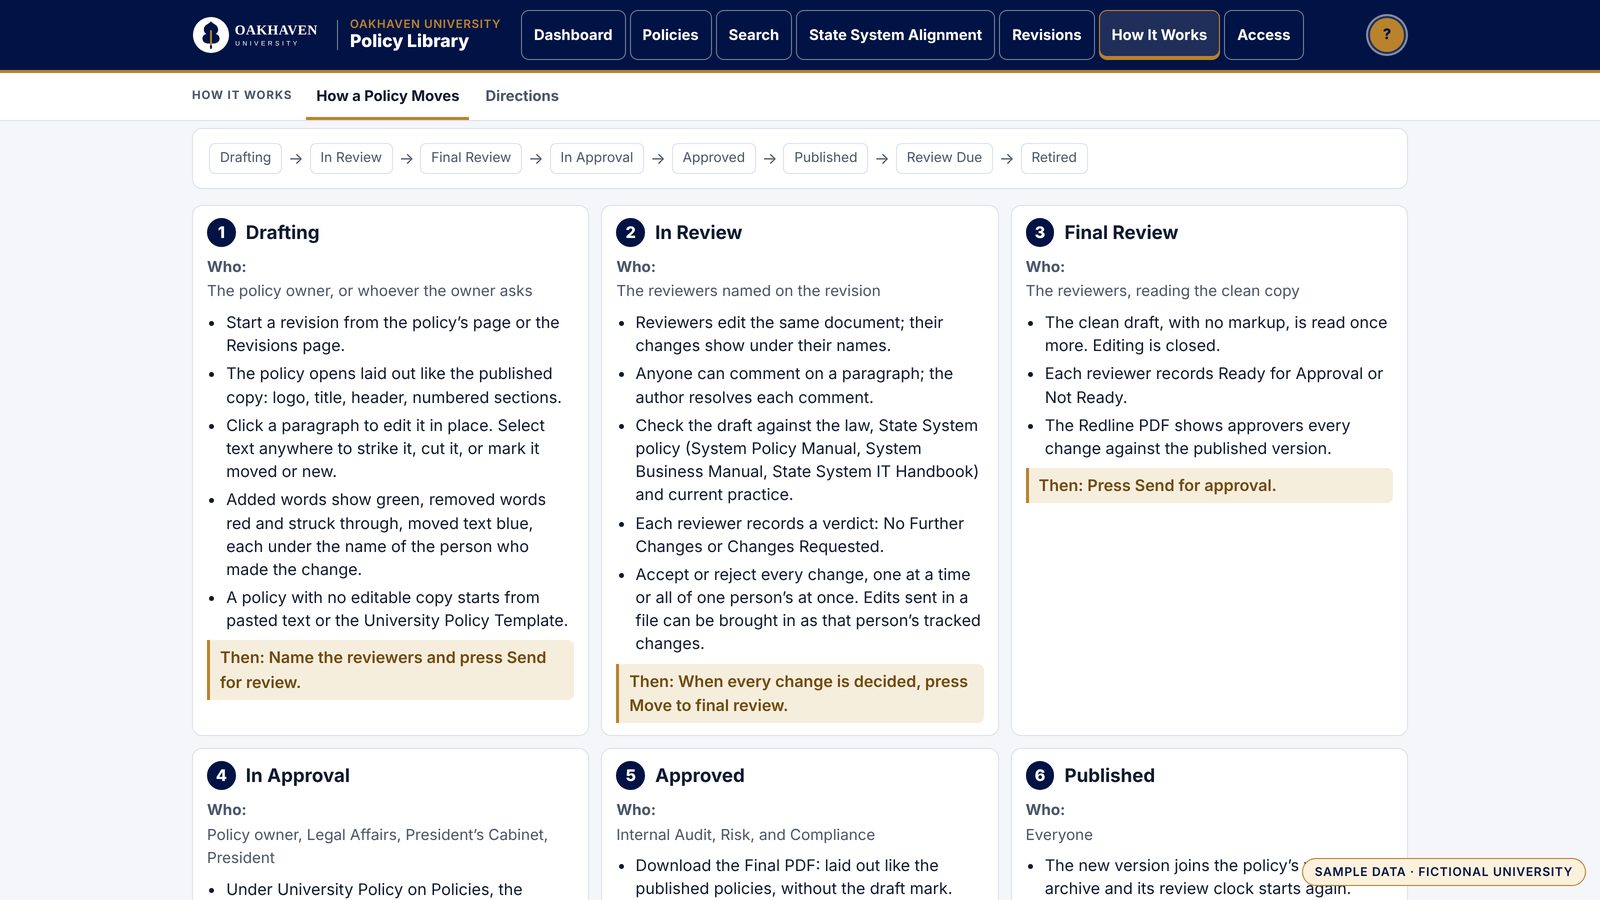 OAKHAVEN
UNIVERSITY
OAKHAVEN UNIVERSITY
Policy Library
Dashboard
Policies
Search
State System Alignment
Revisions
How It Works
Access
?
HOW IT WORKS
How a Policy Moves
Directions
Drafting → In Review → Final Review → In Approval → Approved → Published → Review Due → Retired
1 Drafting
Who:
The policy owner, or whoever the owner asks
• Start a revision from the policy’s page or the
Revisions page.
• The policy opens laid out like the published
copy: logo, title, header, numbered sections.
• Click a paragraph to edit it in place. Select
text anywhere to strike it, cut it, or mark it
moved or new.
• Added words show green, removed words
red and struck through, moved text blue,
each under the name of the person who
made the change.
• A policy with no editable copy starts from
pasted text or the University Policy Template.
Then: Name the reviewers and press Send
for review.
2 In Review
Who:
The reviewers named on the revision
• Reviewers edit the same document; their
changes show under their names.
• Anyone can comment on a paragraph; the
author resolves each comment.
• Check the draft against the law, State System
policy (System Policy Manual, System
Business Manual, State System IT Handbook)
and current practice.
• Each reviewer records a verdict: No Further
Changes or Changes Requested.
• Accept or reject every change, one at a time
or all of one person’s at once. Edits sent in a
file can be brought in as that person’s tracked
changes.
Then: When every change is decided, press
Move to final review.
3 Final Review
Who:
The reviewers, reading the clean copy
• The clean draft, with no markup, is read once
more. Editing is closed.
• Each reviewer records Ready for Approval or
Not Ready.
• The Redline PDF shows approvers every
change against the published version.
Then: Press Send for approval.
4 In Approval
Who:
Policy owner, Legal Affairs, President’s Cabinet,
President
• Under University Policy on Policies, the
5 Approved
Who:
Internal Audit, Risk, and Compliance
• Download the Final PDF: laid out like the
published policies, without the draft mark.
6 Published
Who:
Everyone
• The new version joins the policy’s
archive and its review clock starts again.
SAMPLE DATA · FICTIONAL UNIVERSITY